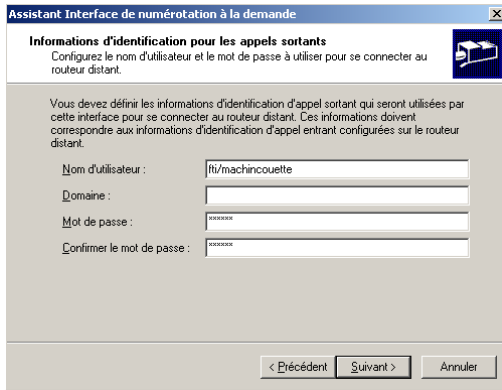 Assistant Interface de numérotation à la demande
Informations d'identification pour les appels sortants
Configurez le nom d'utilisateur et le mot de passe à utiliser pour se connecter au
routeur distant.
Vous devez définir les informations d'identification d'appel sortant qui seront utilisées par
cette interface pour se connecter au routeur distant. Ces informations doivent
correspondre aux informations d'identification d'appel entrant configurées sur le routeur
distant.
Nom d'utilisateur : fti/machincouette
Domaine :
Mot de passe : ******
Confirmer le mot de passe : ******
< Précédent Suivant > Annuler